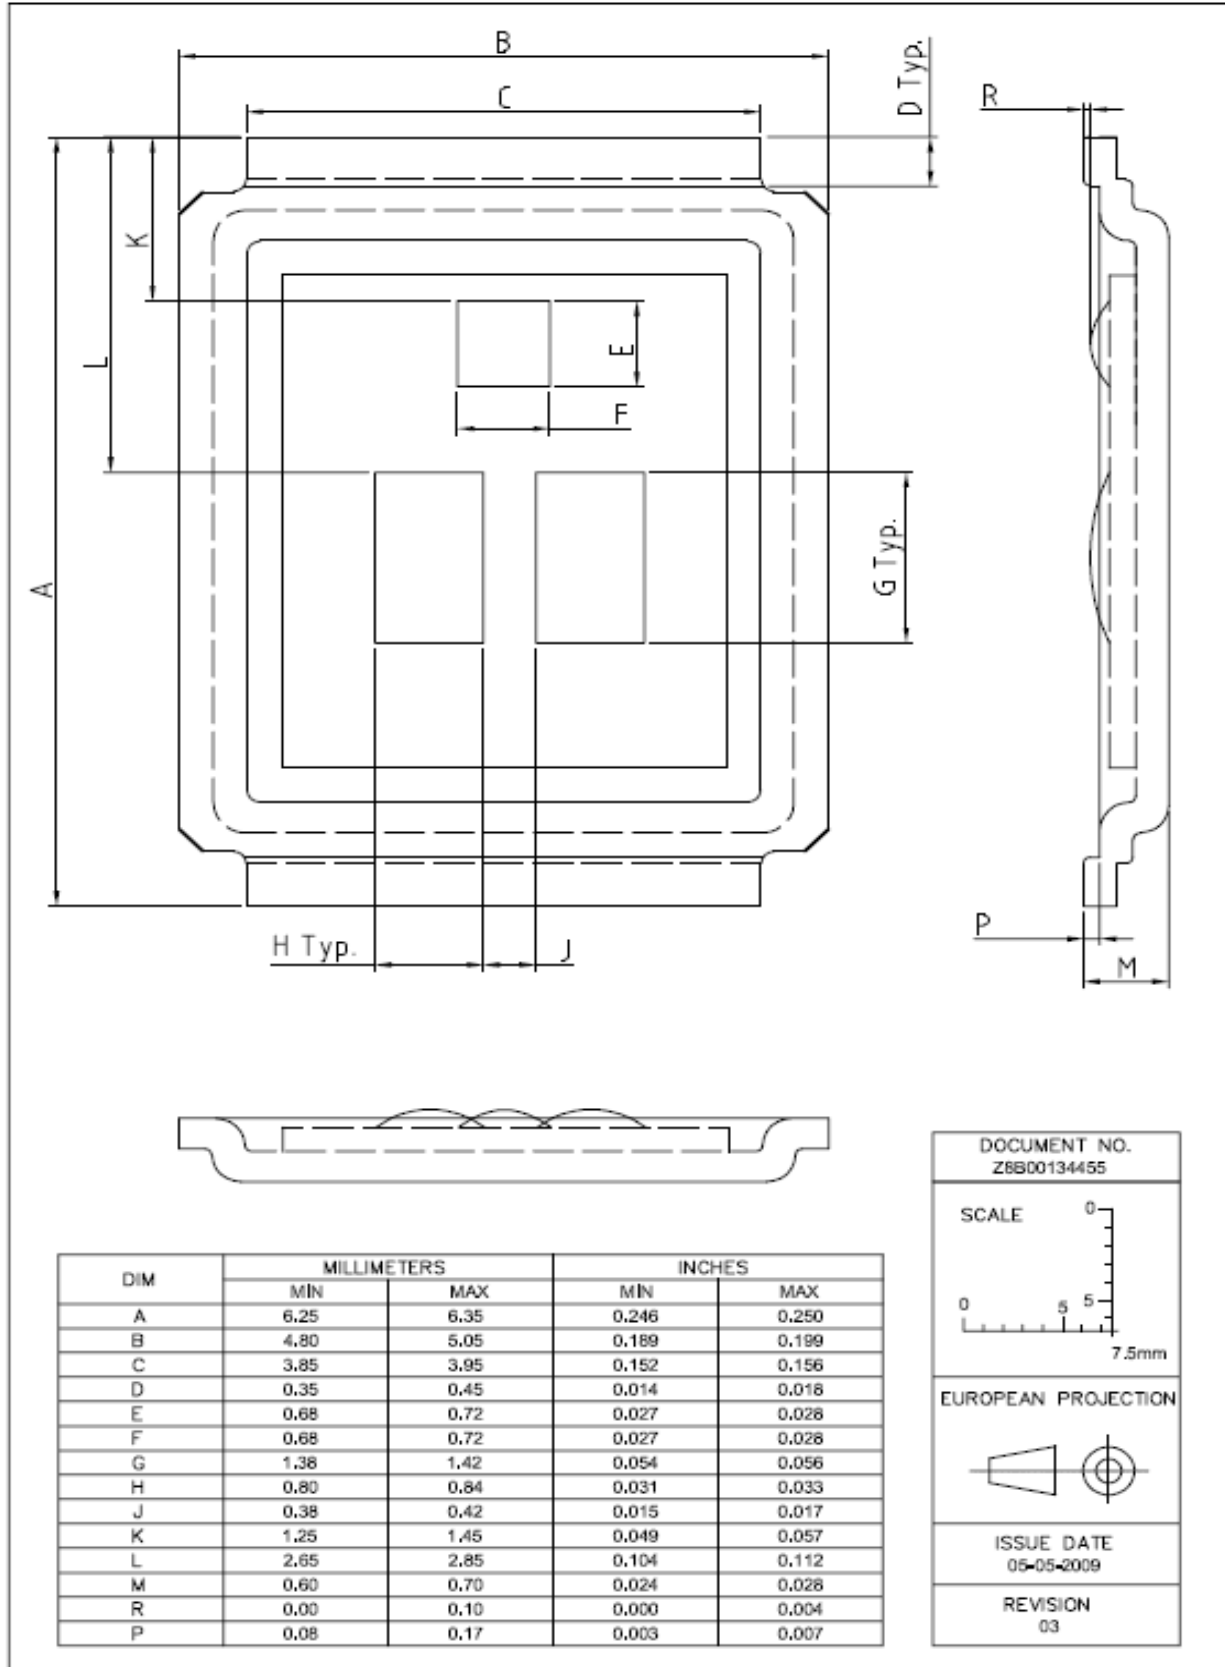 B
C
D Typ.
R
K
L
E
F
A
G Typ.
H Typ.
J
P
M
DIM MILLIMETERS INCHES
MIN MAX MIN MAX
A 6.25 6.35 0.246 0.250
B 4.80 5.05 0.189 0.199
C 3.85 3.95 0.152 0.156
D 0.35 0.45 0.014 0.018
E 0.68 0.72 0.027 0.028
F 0.68 0.72 0.027 0.028
G 1.38 1.42 0.054 0.056
H 0.80 0.84 0.031 0.033
J 0.38 0.42 0.015 0.017
K 1.25 1.45 0.049 0.057
L 2.65 2.85 0.104 0.112
M 0.60 0.70 0.024 0.028
R 0.00 0.10 0.000 0.004
P 0.08 0.17 0.003 0.007
DOCUMENT NO.
Z8B00134455
SCALE
0
0 5 5
7.5mm
EUROPEAN PROJECTION
ISSUE DATE
05-05-2009
REVISION
03